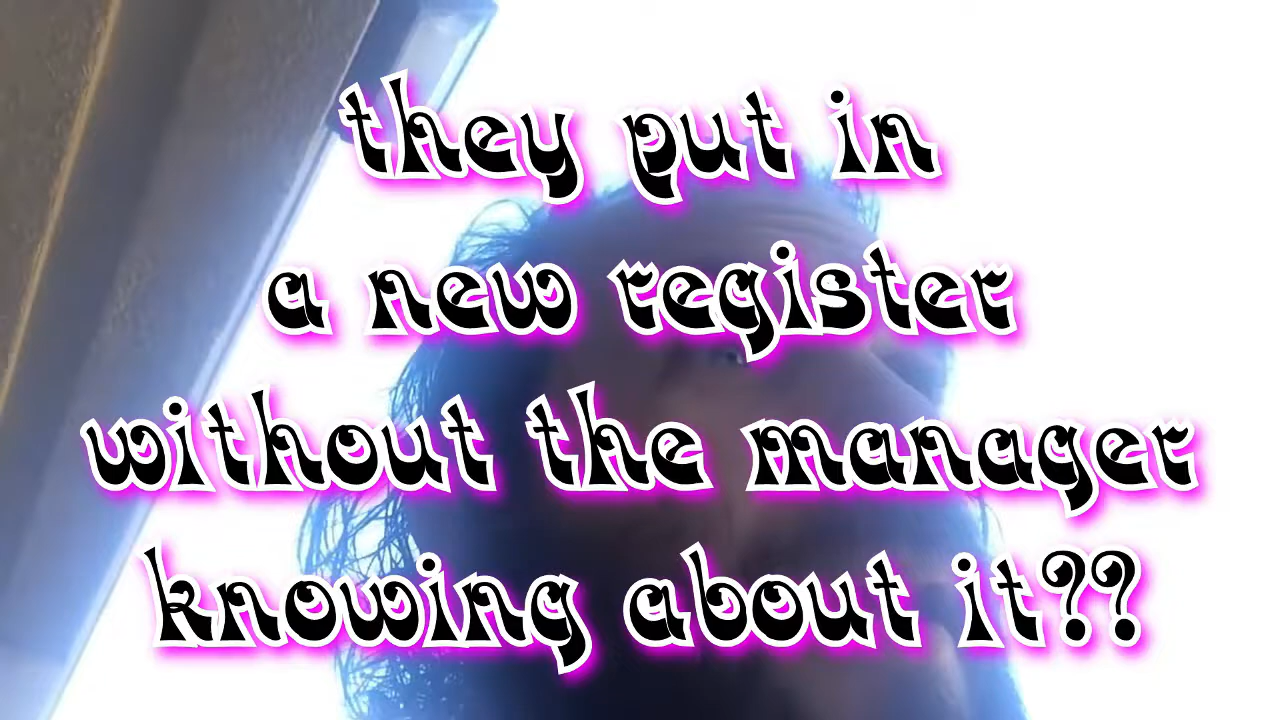 they put in
a new register
without the manager
knowing about it??